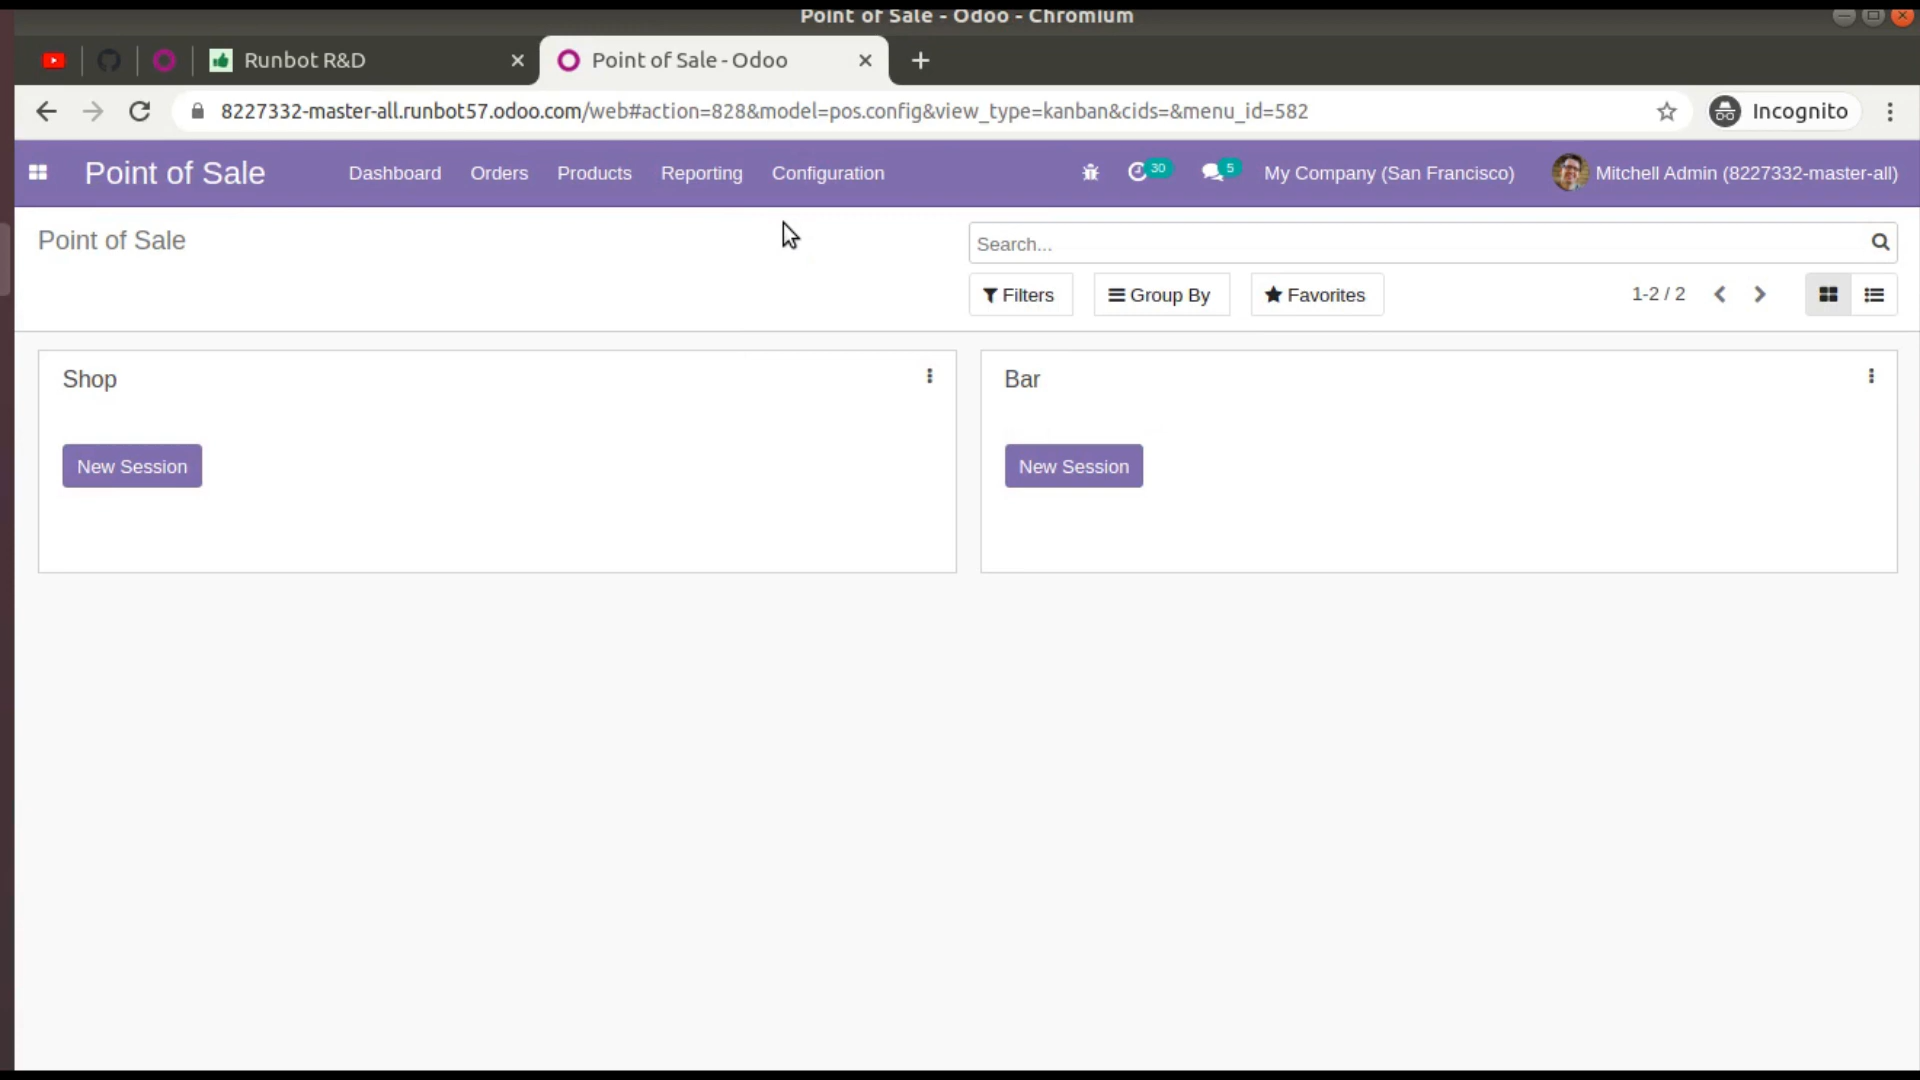 Point of Sale - Odoo - Chromium
Runbot R&D
Point of Sale - Odoo
8227332-master-all.runbot57.odoo.com/web#action=828&model=pos.config&view_type=kanban&cids=&menu_id=582
Incognito
Point of Sale
Dashboard
Orders
Products
Reporting
Configuration
30
5
My Company (San Francisco)
Mitchell Admin (8227332-master-all)
Point of Sale
Search...
Filters
Group By
Favorites
1-2 / 2
Shop
Bar
New Session
New Session